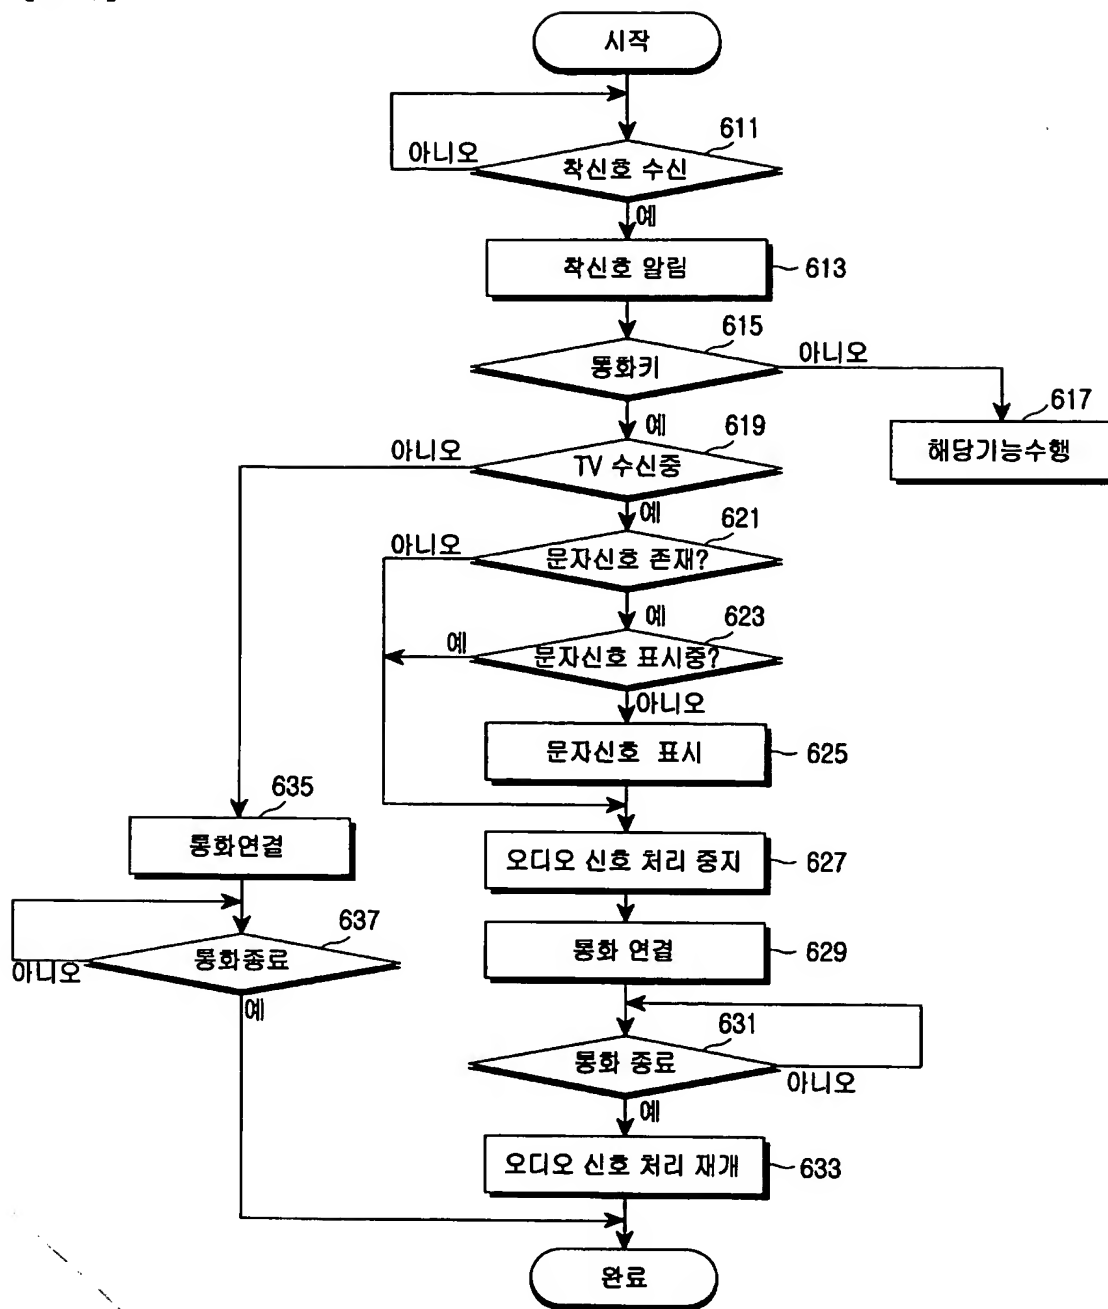 시작
611
아니오
착신호 수신
예
착신호 알림
613
615
통화키
아니오
617
해당기능수행
예
619
아니오
TV 수신중
예
621
아니오
문자신호 존재?
예
623
예
문자신호 표시중?
아니오
문자신호 표시
625
635
통화연결
오디오 신호 처리 중지
627
637
통화종료
아니오
예
통화 연결
629
631
통화 종료
아니오
예
오디오 신호 처리 재개
633
완료